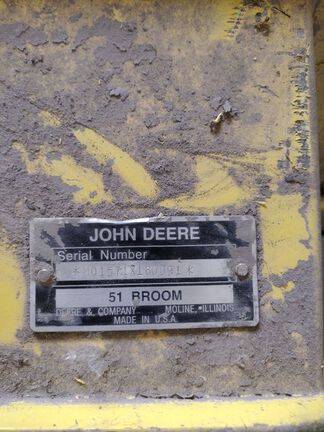 JOHN DEERE
Serial Number
51 BROOM
DEERE & COMPANY MOLINE, ILLINOIS
MADE IN U.S.A.